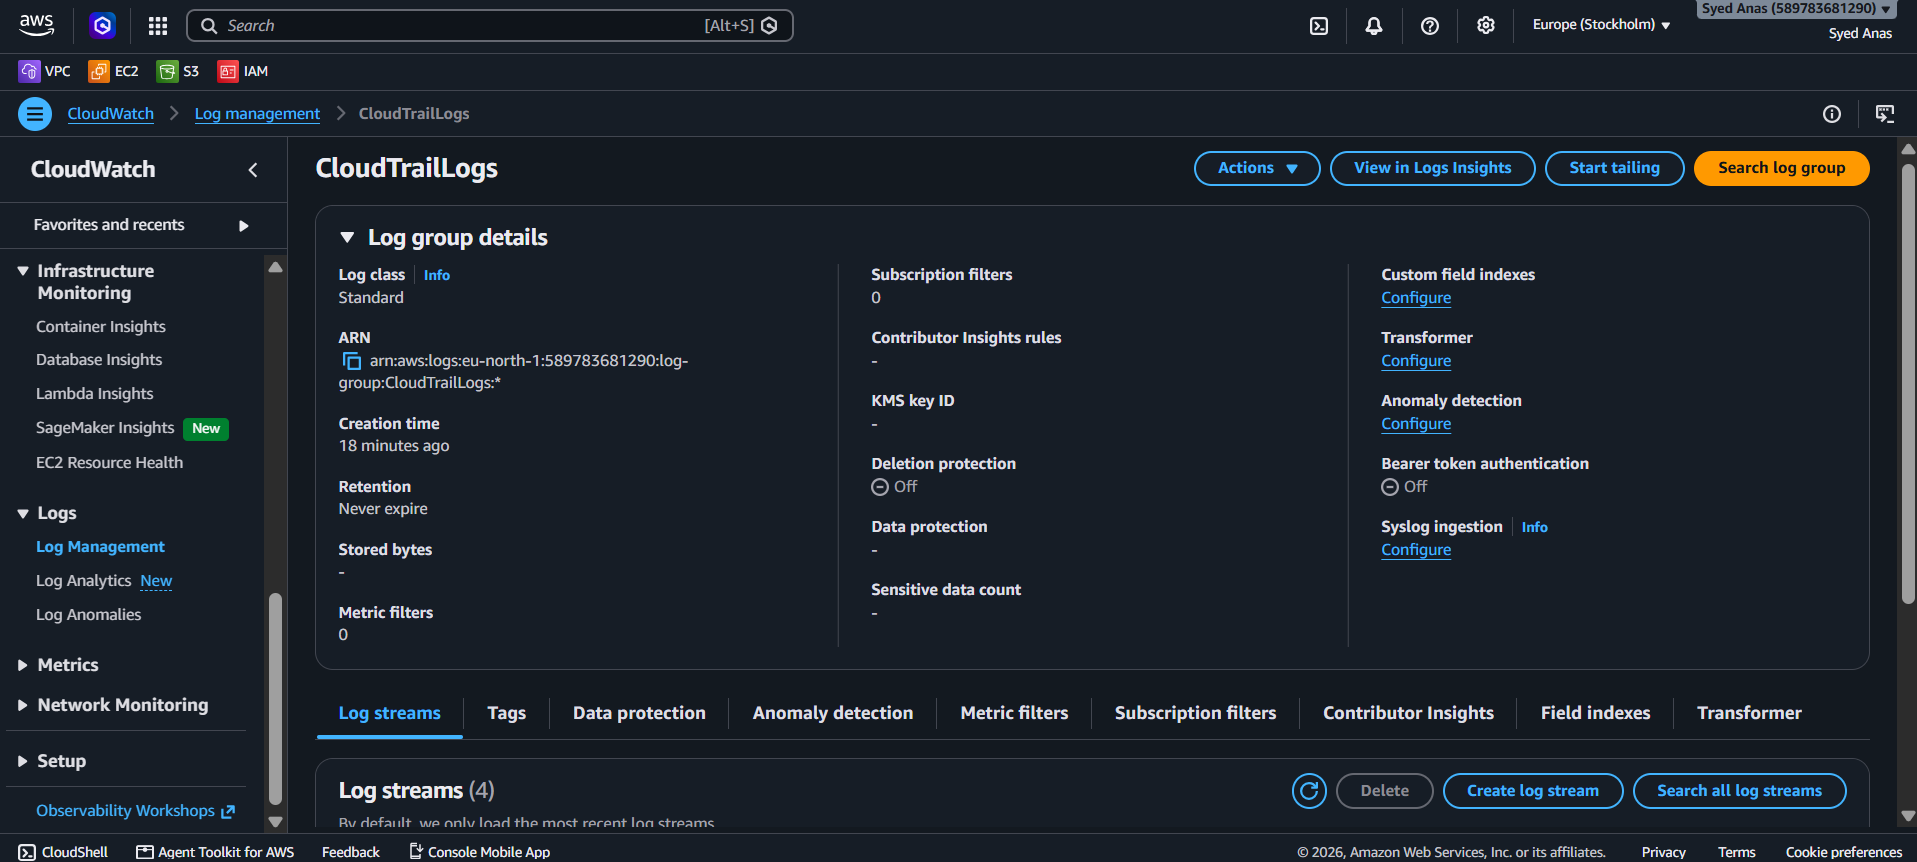 aws
Search
[Alt+S]
Europe (Stockholm)
Syed Anas (589783681290)
Syed Anas
VPC
EC2
S3
IAM
CloudWatch
Log management
CloudTrailLogs
CloudWatch
Favorites and recents
Infrastructure
Monitoring
Container Insights
Database Insights
Lambda Insights
SageMaker Insights New
EC2 Resource Health
Logs
Log Management
Log Analytics New
Log Anomalies
Metrics
Network Monitoring
Setup
Observability Workshops
CloudTrailLogs
Actions
View in Logs Insights
Start tailing
Search log group
Log group details
Log class Info
Standard
ARN
arn:aws:logs:eu-north-1:589783681290:log-
group:CloudTrailLogs:*
Creation time
18 minutes ago
Retention
Never expire
Stored bytes
-
Metric filters
0
Subscription filters
0
Contributor Insights rules
-
KMS key ID
-
Deletion protection
Off
Data protection
-
Sensitive data count
-
Custom field indexes
Configure
Transformer
Configure
Anomaly detection
Configure
Bearer token authentication
Off
Syslog ingestion Info
Configure
Log streams
Tags
Data protection
Anomaly detection
Metric filters
Subscription filters
Contributor Insights
Field indexes
Transformer
Log streams (4)
Delete
Create log stream
Search all log streams
By default, we only load the most recent log streams.
CloudShell
Agent Toolkit for AWS
Feedback
Console Mobile App
© 2026, Amazon Web Services, Inc. or its affiliates.
Privacy
Terms
Cookie preferences